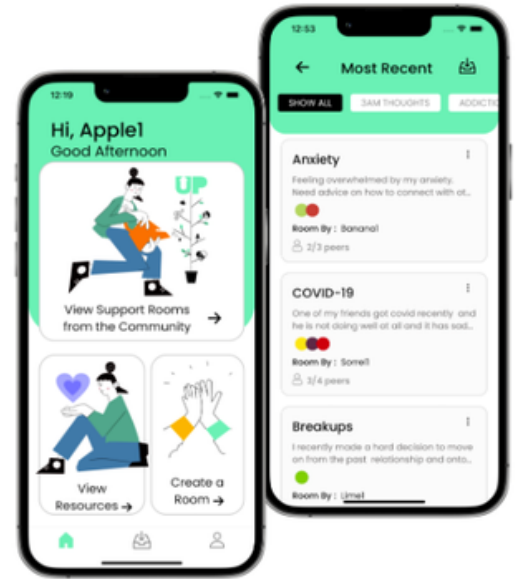 12:19
Hi, Apple1
Good Afternoon
UP
View Support Rooms
from the Community
View
Resources
Create a
Room
12:53
Most Recent
SHOW ALL
3AM THOUGHTS
ADDICTIO
Anxiety
Feeling overwhelmed by my anxiety.
Need advice on how to connect with ot...
Room By : Banana1
2/3 peers
COVID-19
One of my friends got covid recently and
he is not doing well at all and it has sad...
Room By : Sorrel1
3/4 peers
Breakups
I recently made a hard decision to move
on from the past relationship and onto...
Room By : Lime1